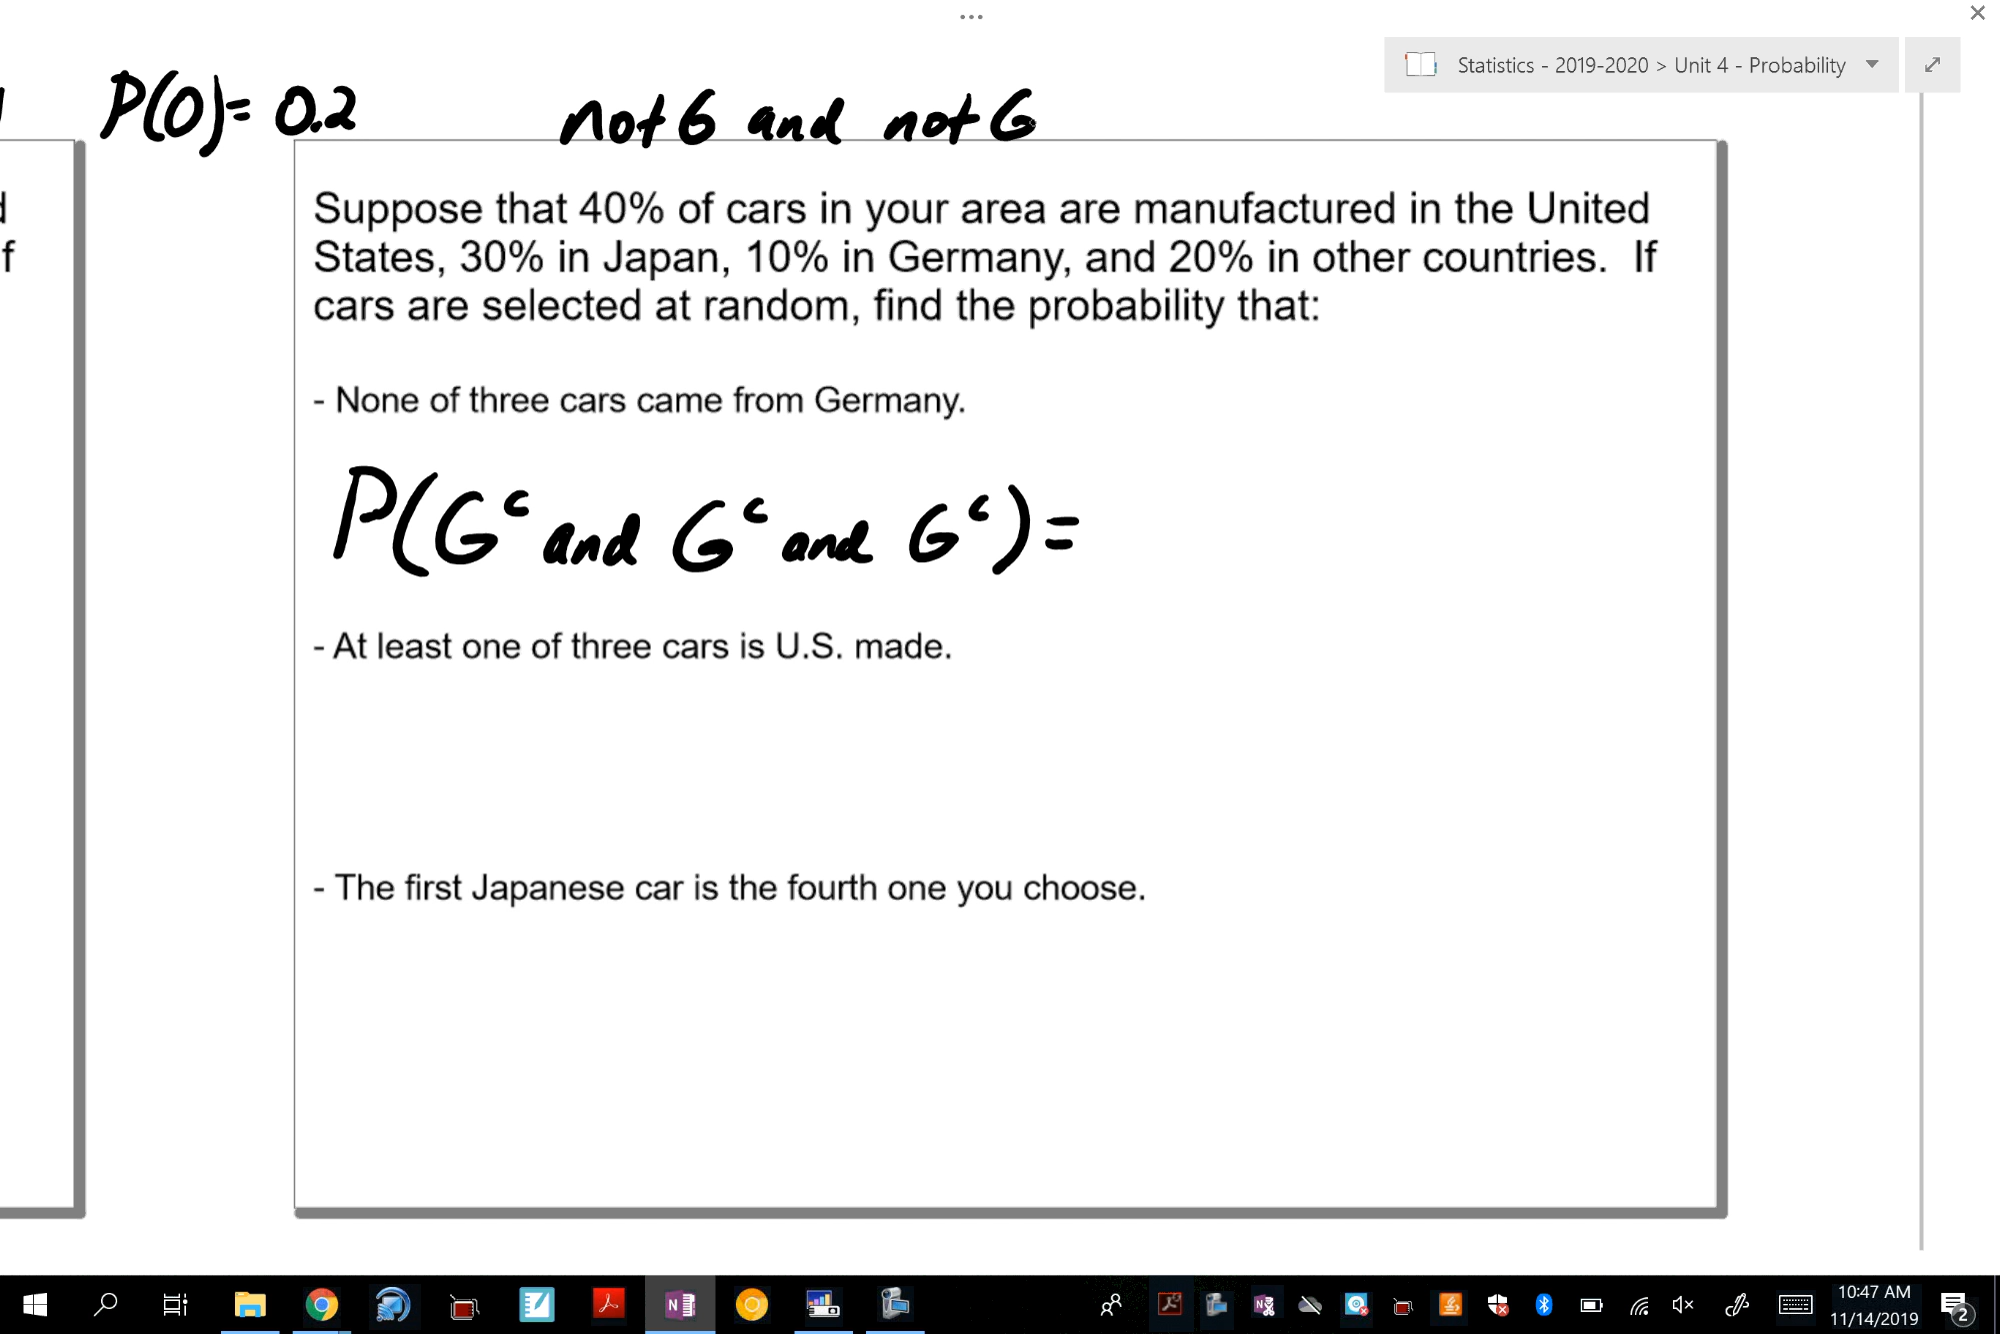 Statistics - 2019-2020 > Unit 4 - Probability
P(O)= 0.2
not G and not G
Suppose that 40% of cars in your area are manufactured in the United
States, 30% in Japan, 10% in Germany, and 20% in other countries. If
cars are selected at random, find the probability that:
f
- None of three cars came from Germany.
P(Gᶜ and Gᶜ and Gᶜ)=
- At least one of three cars is U.S. made.
- The first Japanese car is the fourth one you choose.
10:47 AM
11/14/2019
2